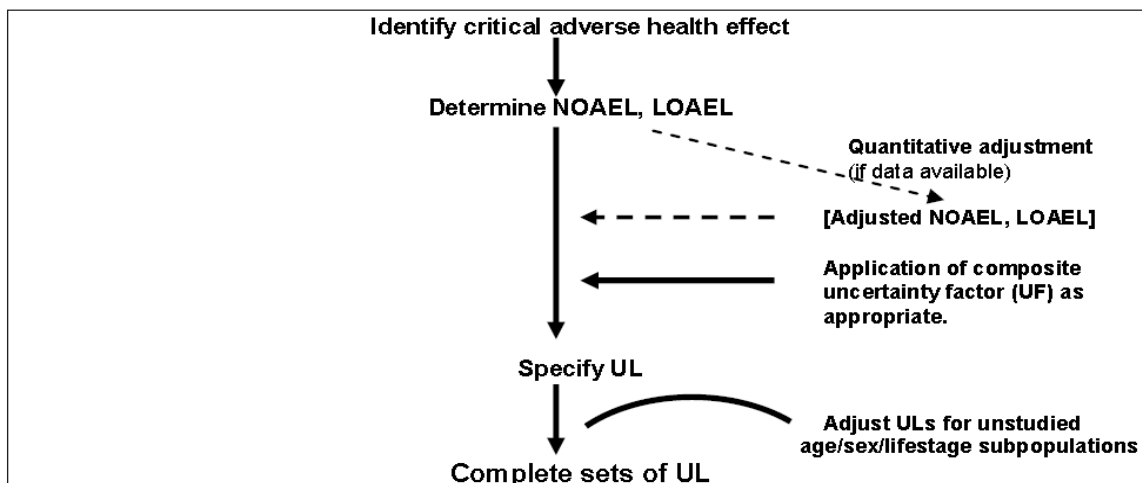 Identify critical adverse health effect
Determine NOAEL, LOAEL
Quantitative adjustment
(if data available)
[Adjusted NOAEL, LOAEL]
Application of composite
uncertainty factor (UF) as
appropriate.
Specify UL
Adjust ULs for unstudied
age/sex/lifestage subpopulations
Complete sets of UL